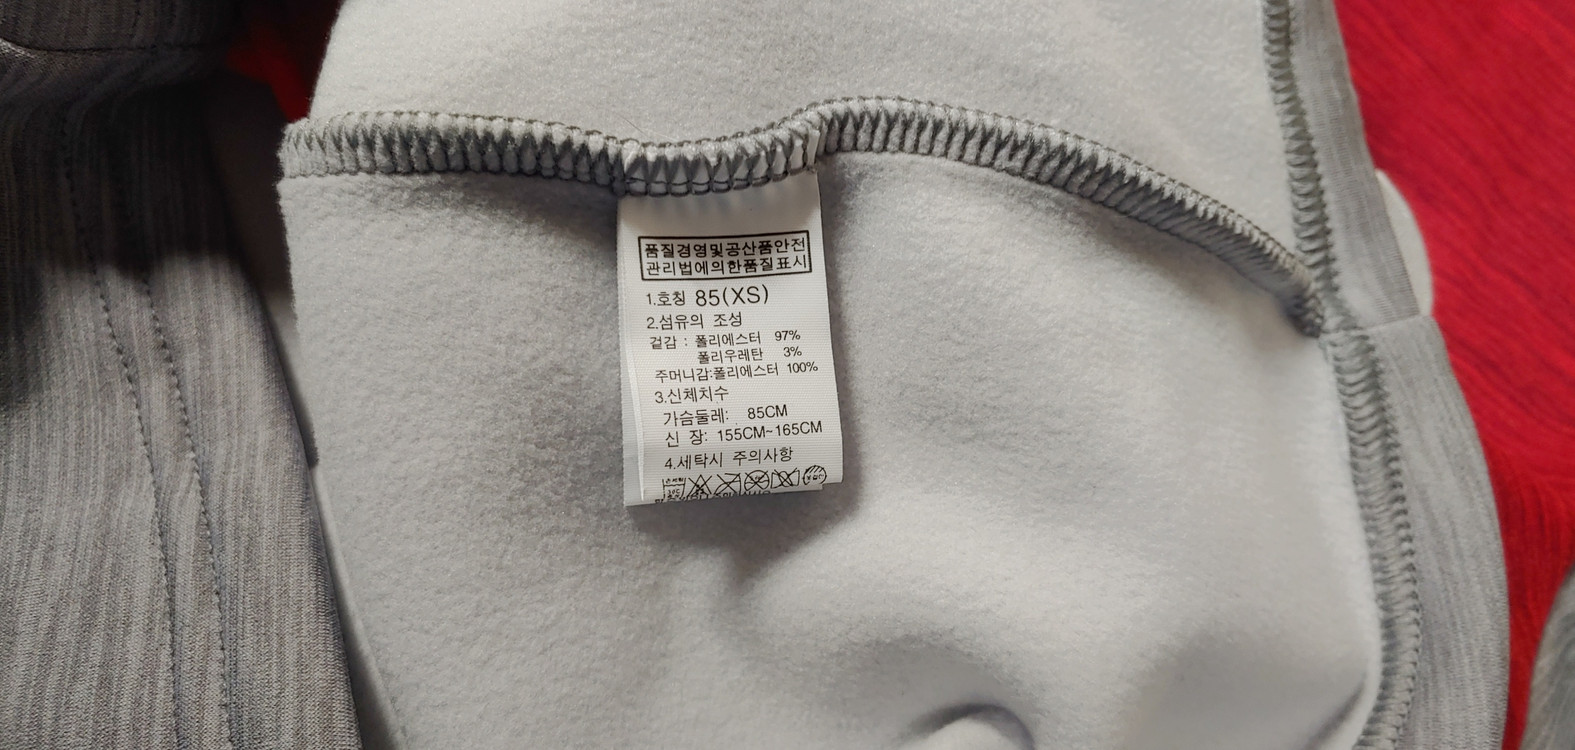 품질경영및공산품안전
관리법에의한품질표시
1.호칭 85(XS)
2.섬유의 조성
겉감 : 폴리에스터 97%
폴리우레탄 3%
주머니감:폴리에스터 100%
3.신체치수
가슴둘레: 85CM
신 장: 155CM~165CM
4.세탁시 주의사항